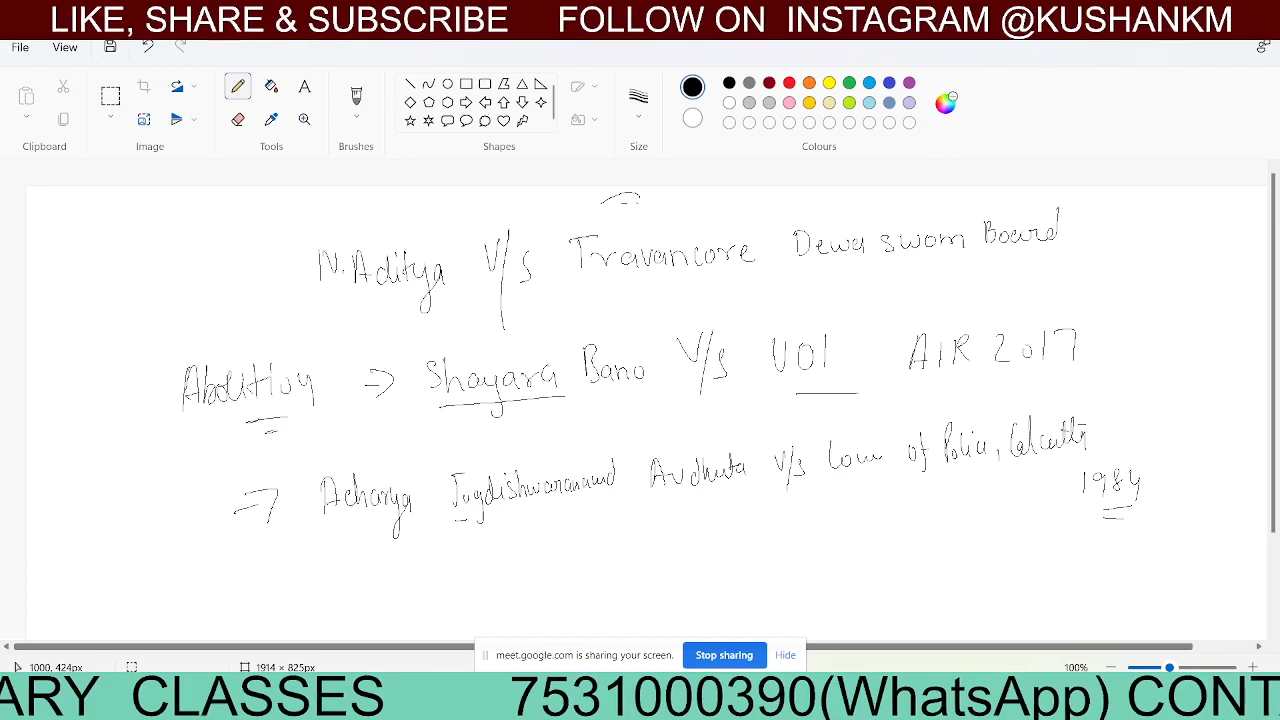 LIKE, SHARE & SUBSCRIBE FOLLOW ON INSTAGRAM @KUSHANKM
File View
Clipboard Image Tools Brushes Shapes Size Colours
N. Aditya V/s Travancore Dewaswom Board
Abolition => Shayara Bano V/s UOI AIR 2017
=> Acharya Jagdishwaranand Avdhuta v/s Comm of Police, Calcutta
1984
meet.google.com is sharing your screen. Stop sharing Hide
1000, 424px 1914 × 825px 100%
ARY CLASSES 7531000390(WhatsApp) CONT